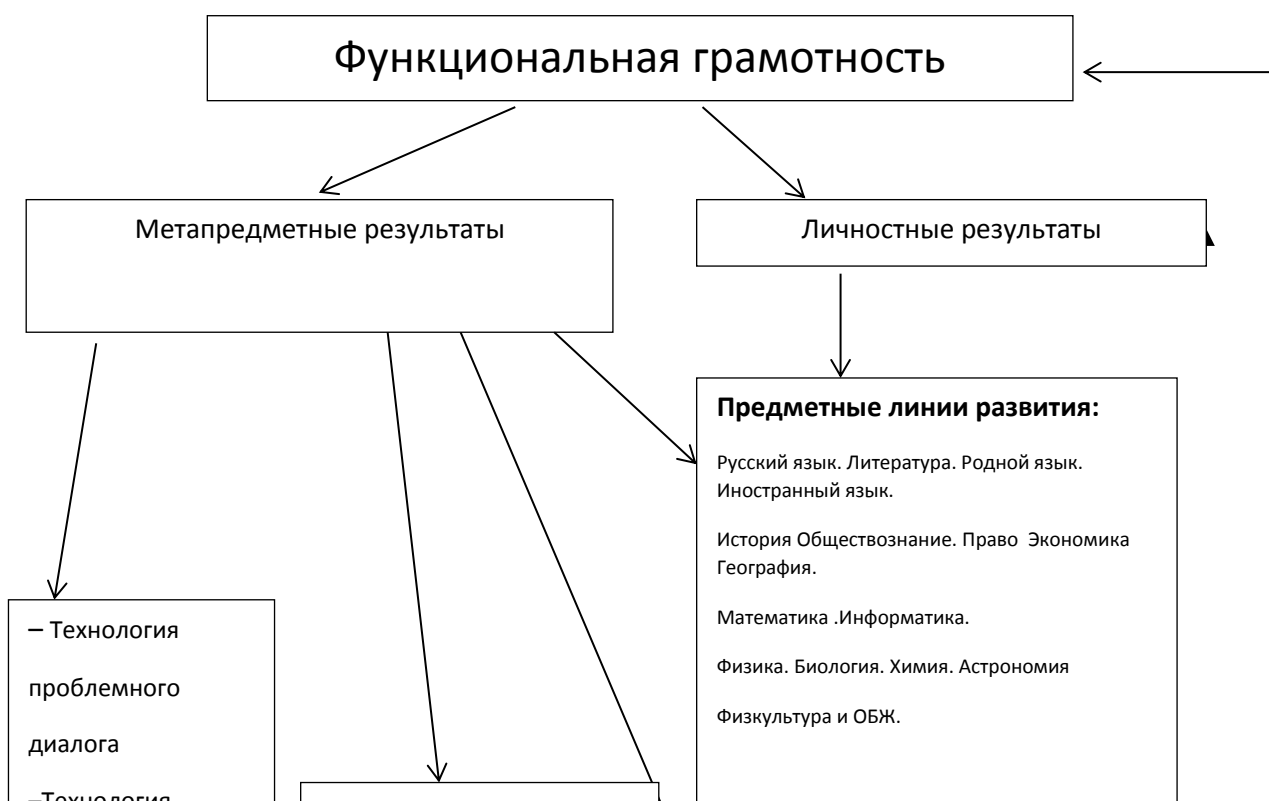 Функциональная грамотность
Метапредметные результаты
Личностные результаты
Предметные линии развития:
Русский язык. Литература. Родной язык.
Иностранный язык.
История Обществознание. Право  Экономика
География.
Математика .Информатика.
Физика. Биология. Химия. Астрономия
Физкультура и ОБЖ.
– Технология
проблемного
диалога
–Технология